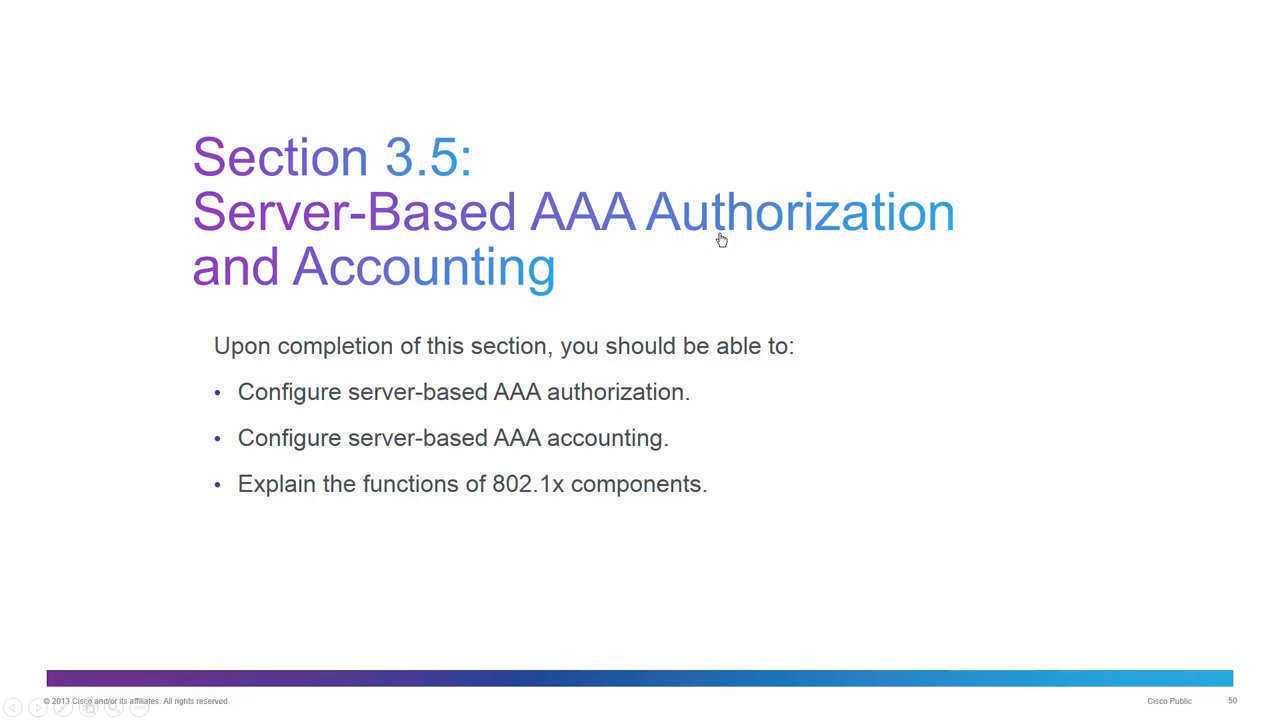 Section 3.5:
Server-Based AAA Authorization
and Accounting
Upon completion of this section, you should be able to:
• Configure server-based AAA authorization.
• Configure server-based AAA accounting.
• Explain the functions of 802.1x components.
© 2013 Cisco and/or its affiliates. All rights reserved.
Cisco Public
50